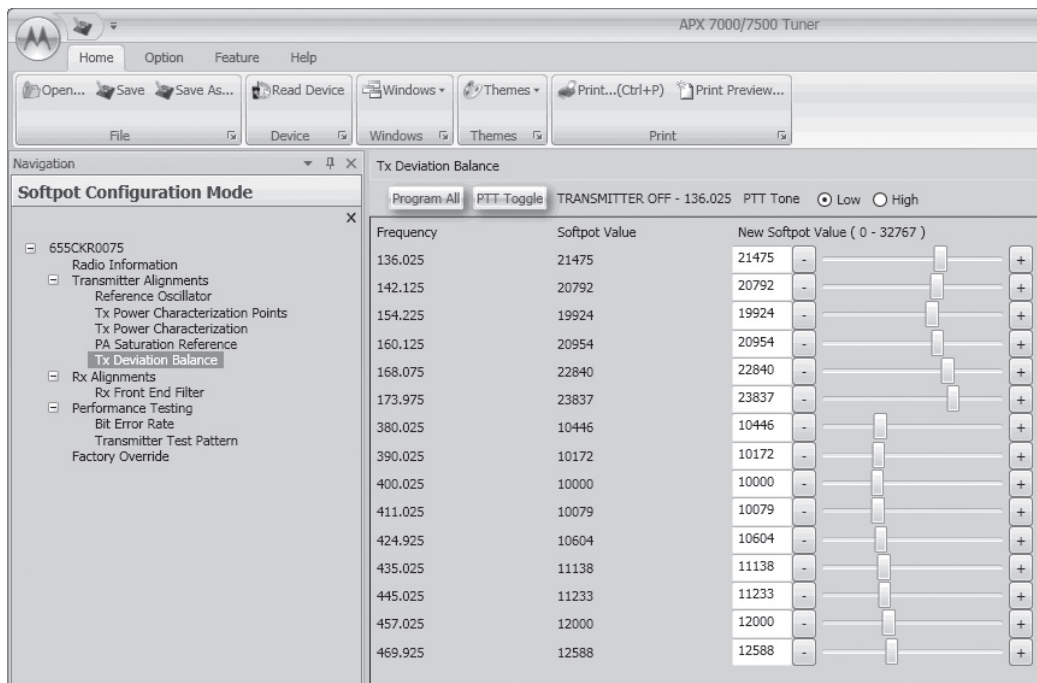 APX 7000/7500 Tuner
Home Option Feature Help
Open... Save Save As... Read Device Windows Themes Print...(Ctrl+P) Print Preview...
File Device Windows Themes Print
Navigation
Softpot Configuration Mode
655CKR0075
Radio Information
Transmitter Alignments
Reference Oscillator
Tx Power Characterization Points
Tx Power Characterization
PA Saturation Reference
Tx Deviation Balance
Rx Alignments
Rx Front End Filter
Performance Testing
Bit Error Rate
Transmitter Test Pattern
Factory Override
Tx Deviation Balance
Program All PTT Toggle TRANSMITTER OFF - 136.025 PTT Tone Low High
Frequency Softpot Value New Softpot Value ( 0 - 32767 )
136.025 21475 21475 - +
142.125 20792 20792 - +
154.225 19924 19924 - +
160.125 20954 20954 - +
168.075 22840 22840 - +
173.975 23837 23837 - +
380.025 10446 10446 - +
390.025 10172 10172 - +
400.025 10000 10000 - +
411.025 10079 10079 - +
424.925 10604 10604 - +
435.025 11138 11138 - +
445.025 11233 11233 - +
457.025 12000 12000 - +
469.925 12588 12588 - +